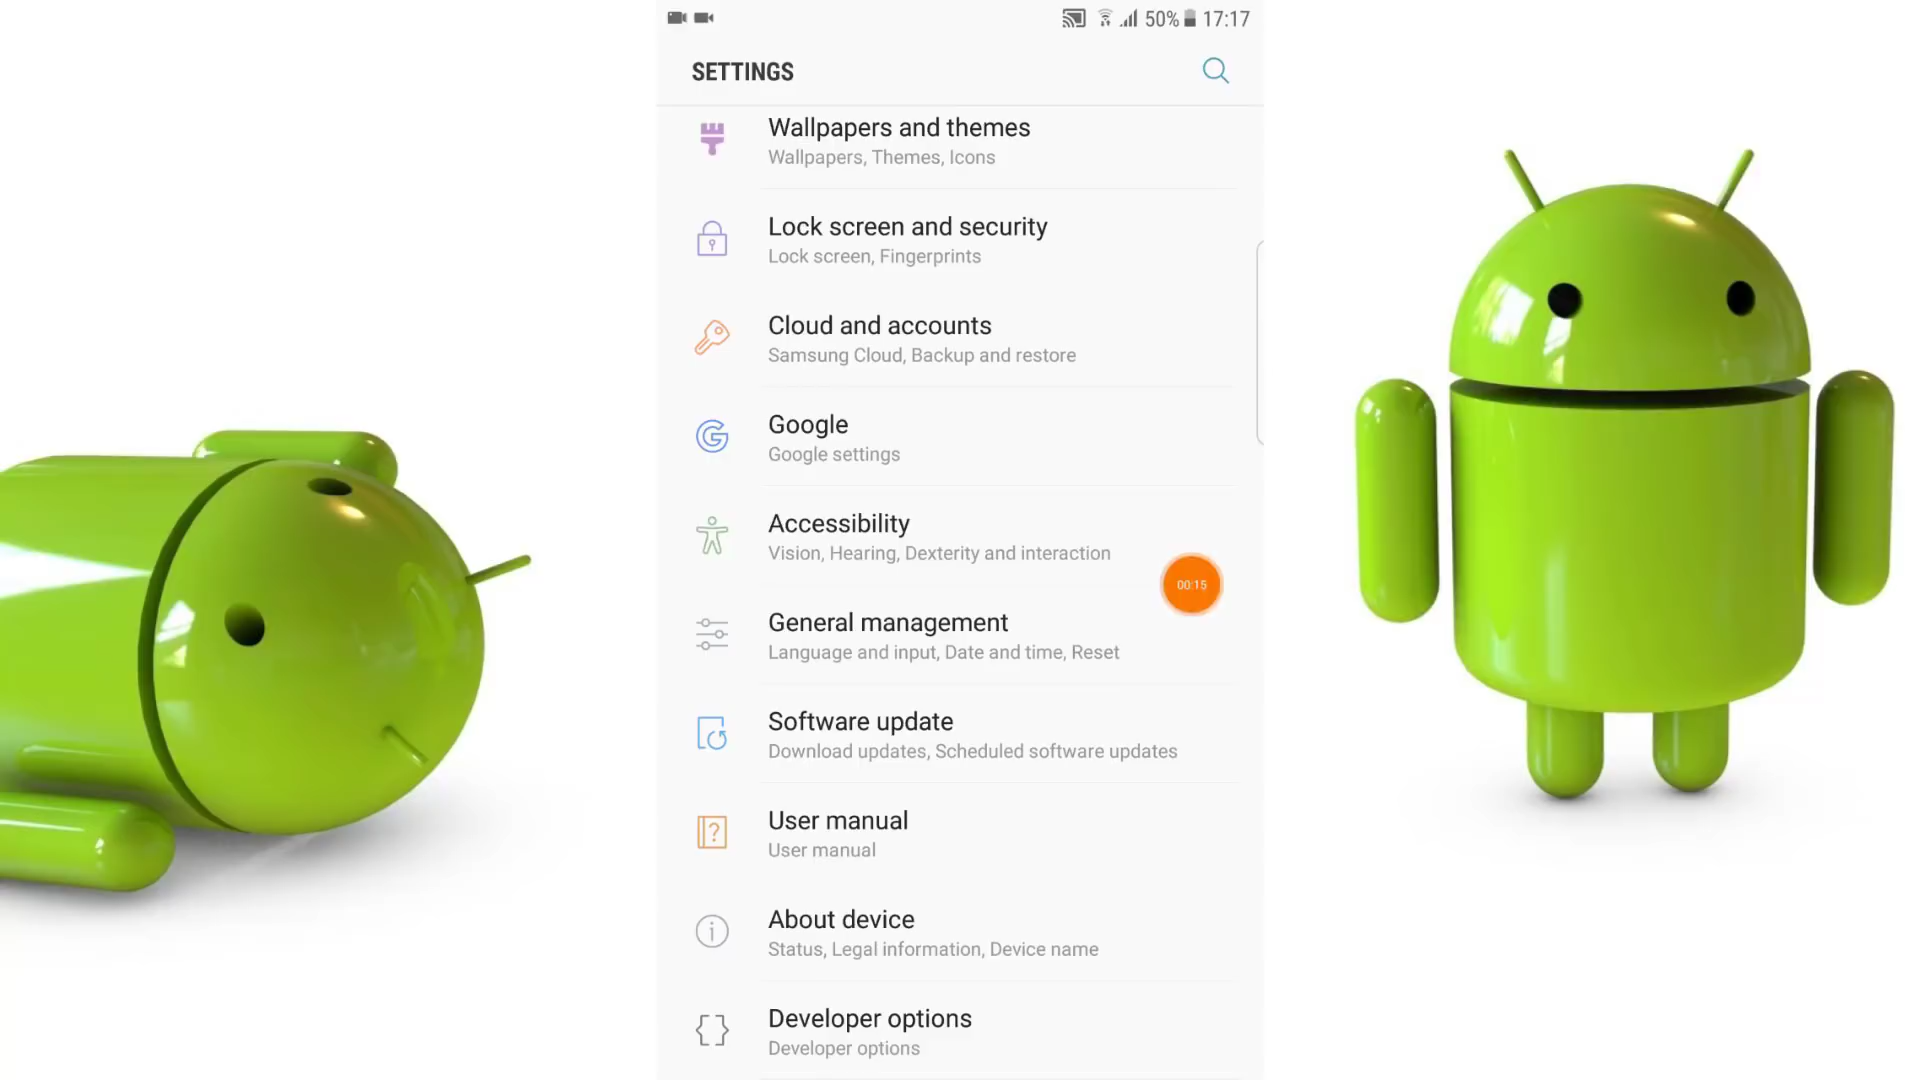 50% 17:17
SETTINGS
Wallpapers and themes
Wallpapers, Themes, Icons
Lock screen and security
Lock screen, Fingerprints
Cloud and accounts
Samsung Cloud, Backup and restore
Google
Google settings
Accessibility
Vision, Hearing, Dexterity and interaction
00:15
General management
Language and input, Date and time, Reset
Software update
Download updates, Scheduled software updates
User manual
User manual
About device
Status, Legal information, Device name
Developer options
Developer options